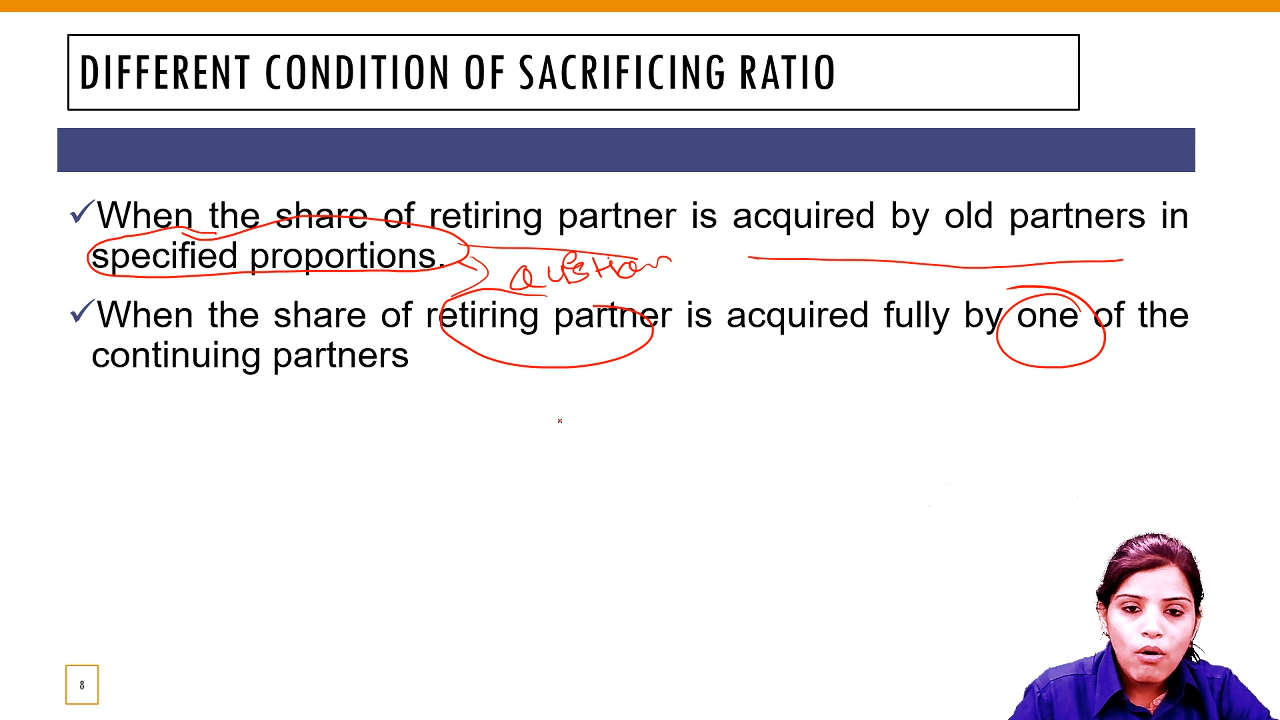 DIFFERENT CONDITION OF SACRIFICING RATIO
✓When the share of retiring partner is acquired by old partners in
specified proportions.
Question
✓When the share of retiring partner is acquired fully by one of the
continuing partners
8